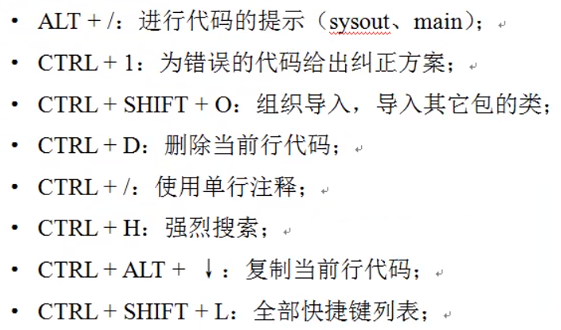 • ALT + /：进行代码的提示（sysout、main）；
• CTRL + 1：为错误的代码给出纠正方案；
• CTRL + SHIFT + O：组织导入，导入其它包的类；
• CTRL + D：删除当前行代码；
• CTRL + /：使用单行注释；
• CTRL + H：强烈搜索；
• CTRL + ALT + ↓：复制当前行代码；
• CTRL + SHIFT + L：全部快捷键列表；